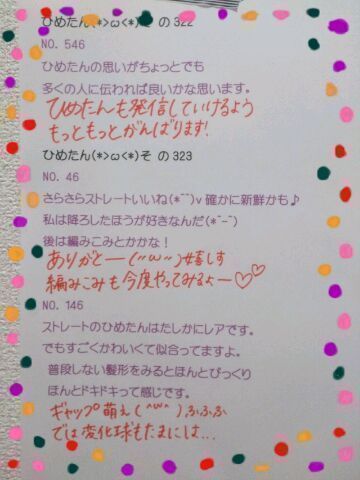 ひめたん(*>ω<*)そ の 322
NO. 546
ひめたんの思いがちょっとでも
多くの人に伝われば良いかな思います。
ひめたんも発信していけるよう
もっともっとがんばります!
ひめたん(*>ω<*)そ の 323
NO. 46
さらさらストレートいいね(*¯¯)v 確かに新鮮かも♪
私は降ろしたほうが好きなんだ(*˘ ˘)
後は編みこみとかかな!
ありがとー(〃ω〃)嬉しす
編みこみも今度やってみるよー♡♡
NO. 146
ストレートのひめたんはたしかにレアです。
でもすごくかわいくて似合ってますよ。
普段しない髪形をみるとほんとびっくり
ほんとドキドキって感じです。
ギャップ萌え(^ω^)ふふふ
では変化球もたまには...